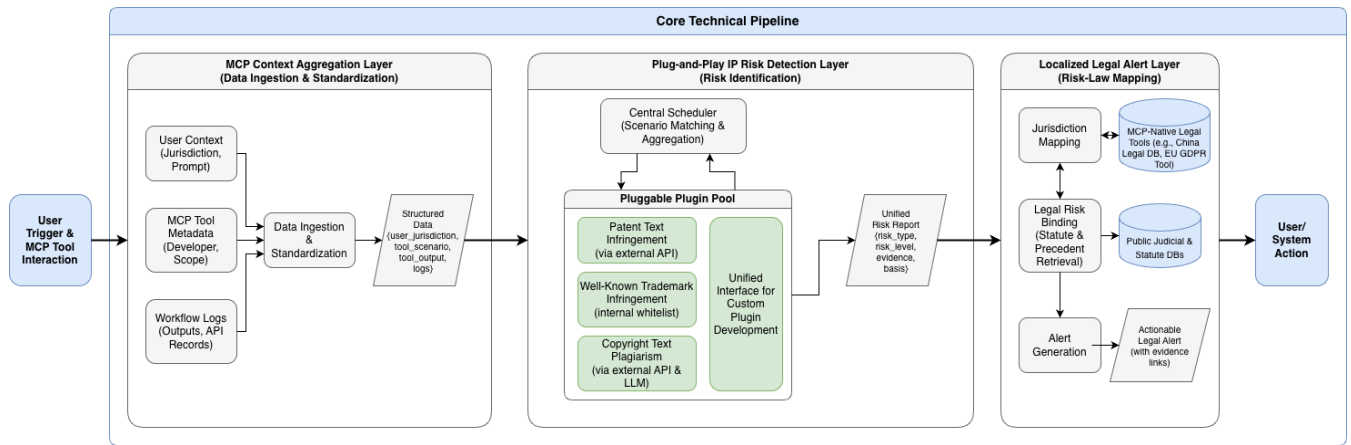 Core Technical Pipeline
User
Trigger &
MCP Tool
Interaction
MCP Context Aggregation Layer
(Data Ingestion & Standardization)
User Context
(Jurisdiction,
Prompt)
MCP Tool
Metadata
(Developer,
Scope)
Workflow Logs
(Outputs, API
Records)
Data Ingestion
&
Standardization
Structured
Data
{user_jurisdiction,
tool_scenario,
tool_output,
logs}
Plug-and-Play IP Risk Detection Layer
(Risk Identification)
Central Scheduler
(Scenario Matching &
Aggregation)
Pluggable Plugin Pool
Patent Text
Infringement
(via external API)
Well-Known Trademark
Infringement
(internal whitelist)
Copyright Text
Plagiarism
(via external API &
LLM)
Unified
Interface for
Custom
Plugin
Development
Unified
Risk Report
{risk_type,
risk_level,
evidence,
basis}
Localized Legal Alert Layer
(Risk-Law Mapping)
Jurisdiction
Mapping
MCP-Native Legal
Tools (e.g., China
Legal DB, EU GDPR
Tool)
Legal Risk
Binding
(Statute &
Precedent
Retrieval)
Public Judicial &
Statute DBs
Alert
Generation
Actionable
Legal Alert
(with evidence
links)
User/
System
Action